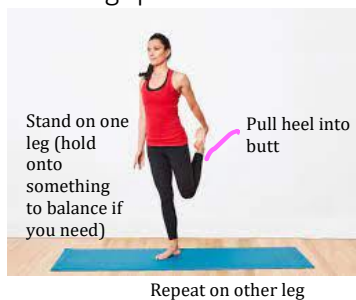 Stand on one
leg (hold
onto
something
to balance if
you need)
Pull heel into
butt
Repeat on other leg